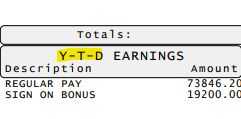 Totals:
Y-T-D EARNINGS
Description Amount
REGULAR PAY 73846.20
SIGN ON BONUS 19200.00